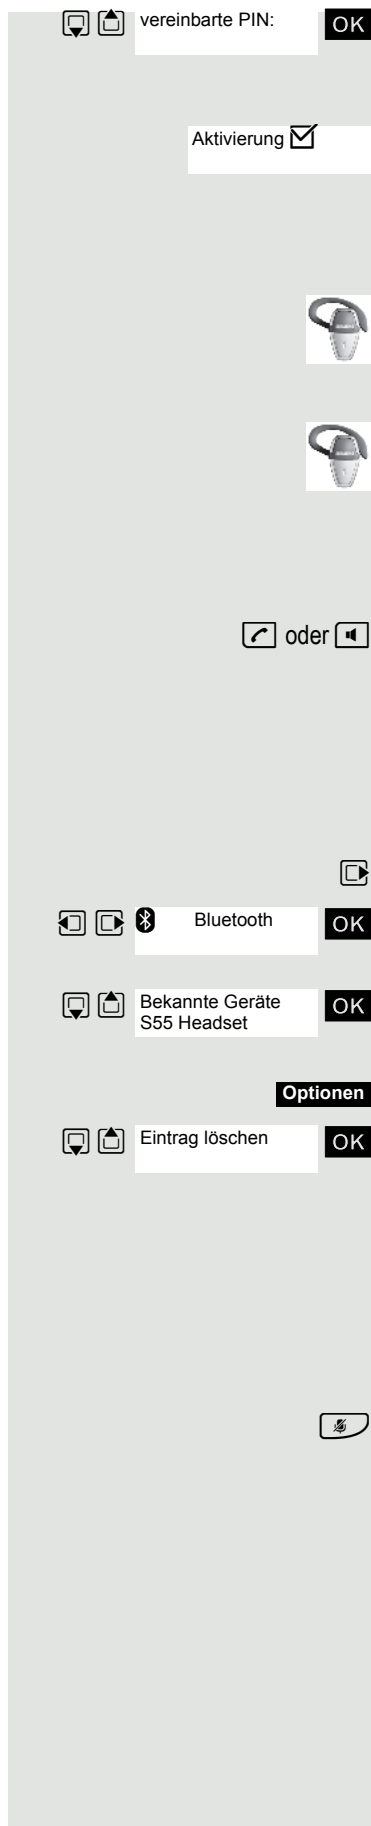 vereinbarte PIN: OK
Aktivierung
oder
Bluetooth OK
Bekannte Geräte OK
S55 Headset
Optionen
Eintrag löschen OK